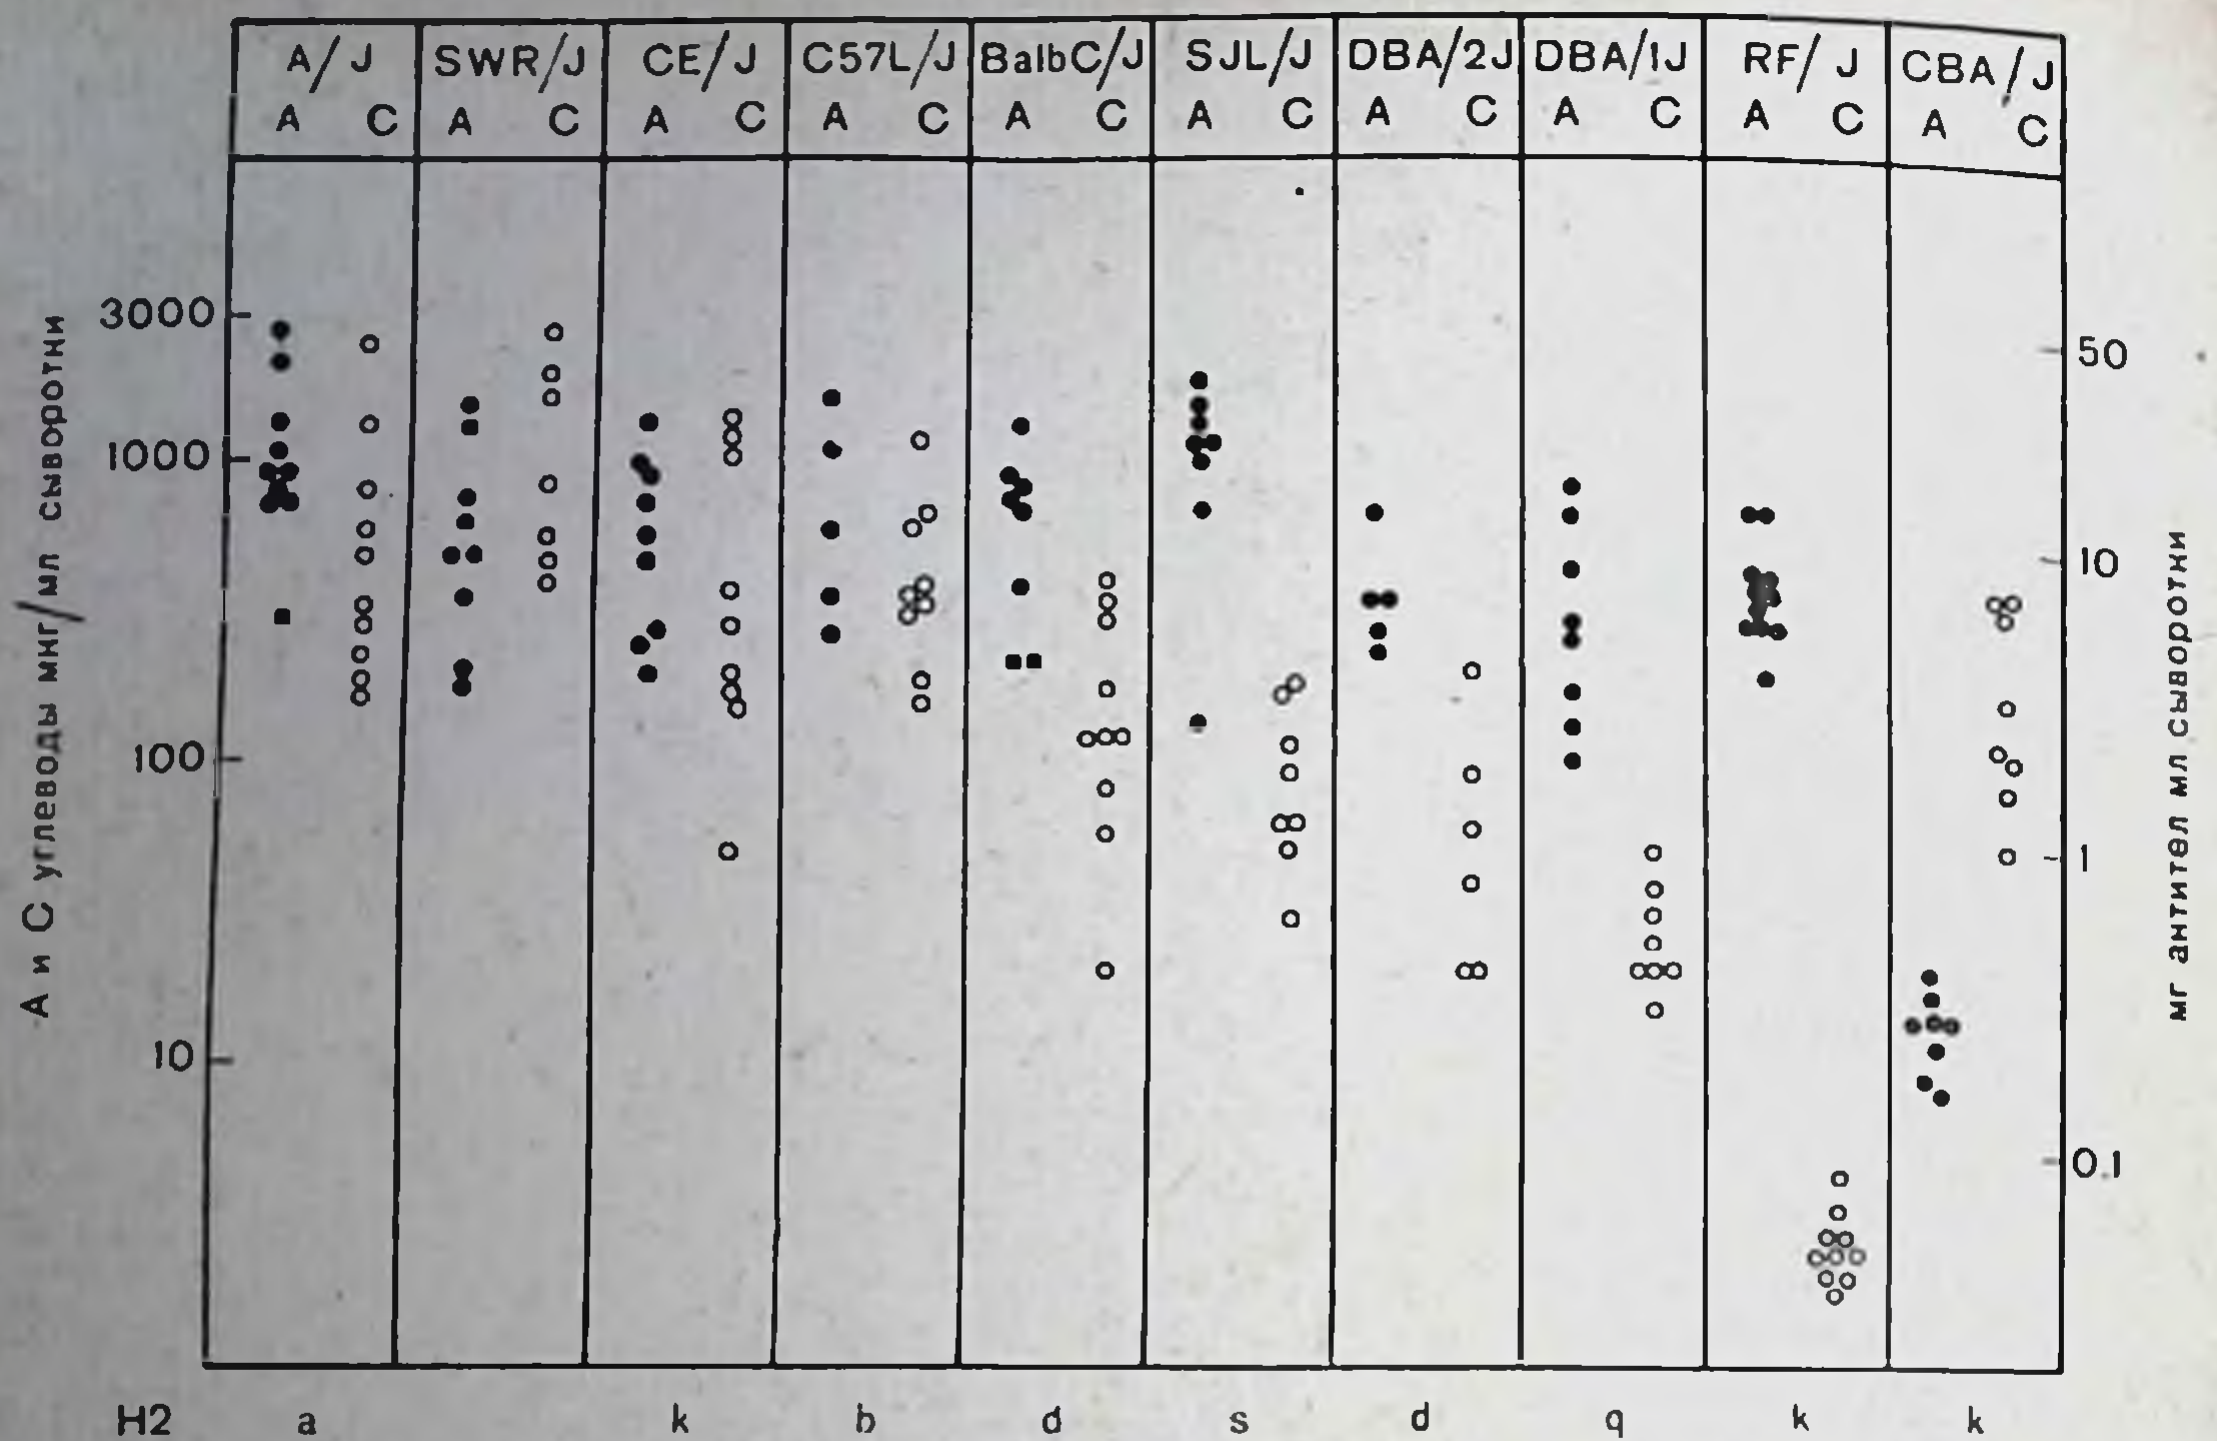 A/J SWR/J CE/J C57L/J BalbC/J SJL/J DBA/2J DBA/1J RF/J CBA/J
A C A C A C A C A C A C A C A C A C A C
3000
1000
100
10
А и С углеводы мкг/мл сыворотки
50
10
1
0.1
мг антител мл сыворотки
H2 a k b d s d q k k